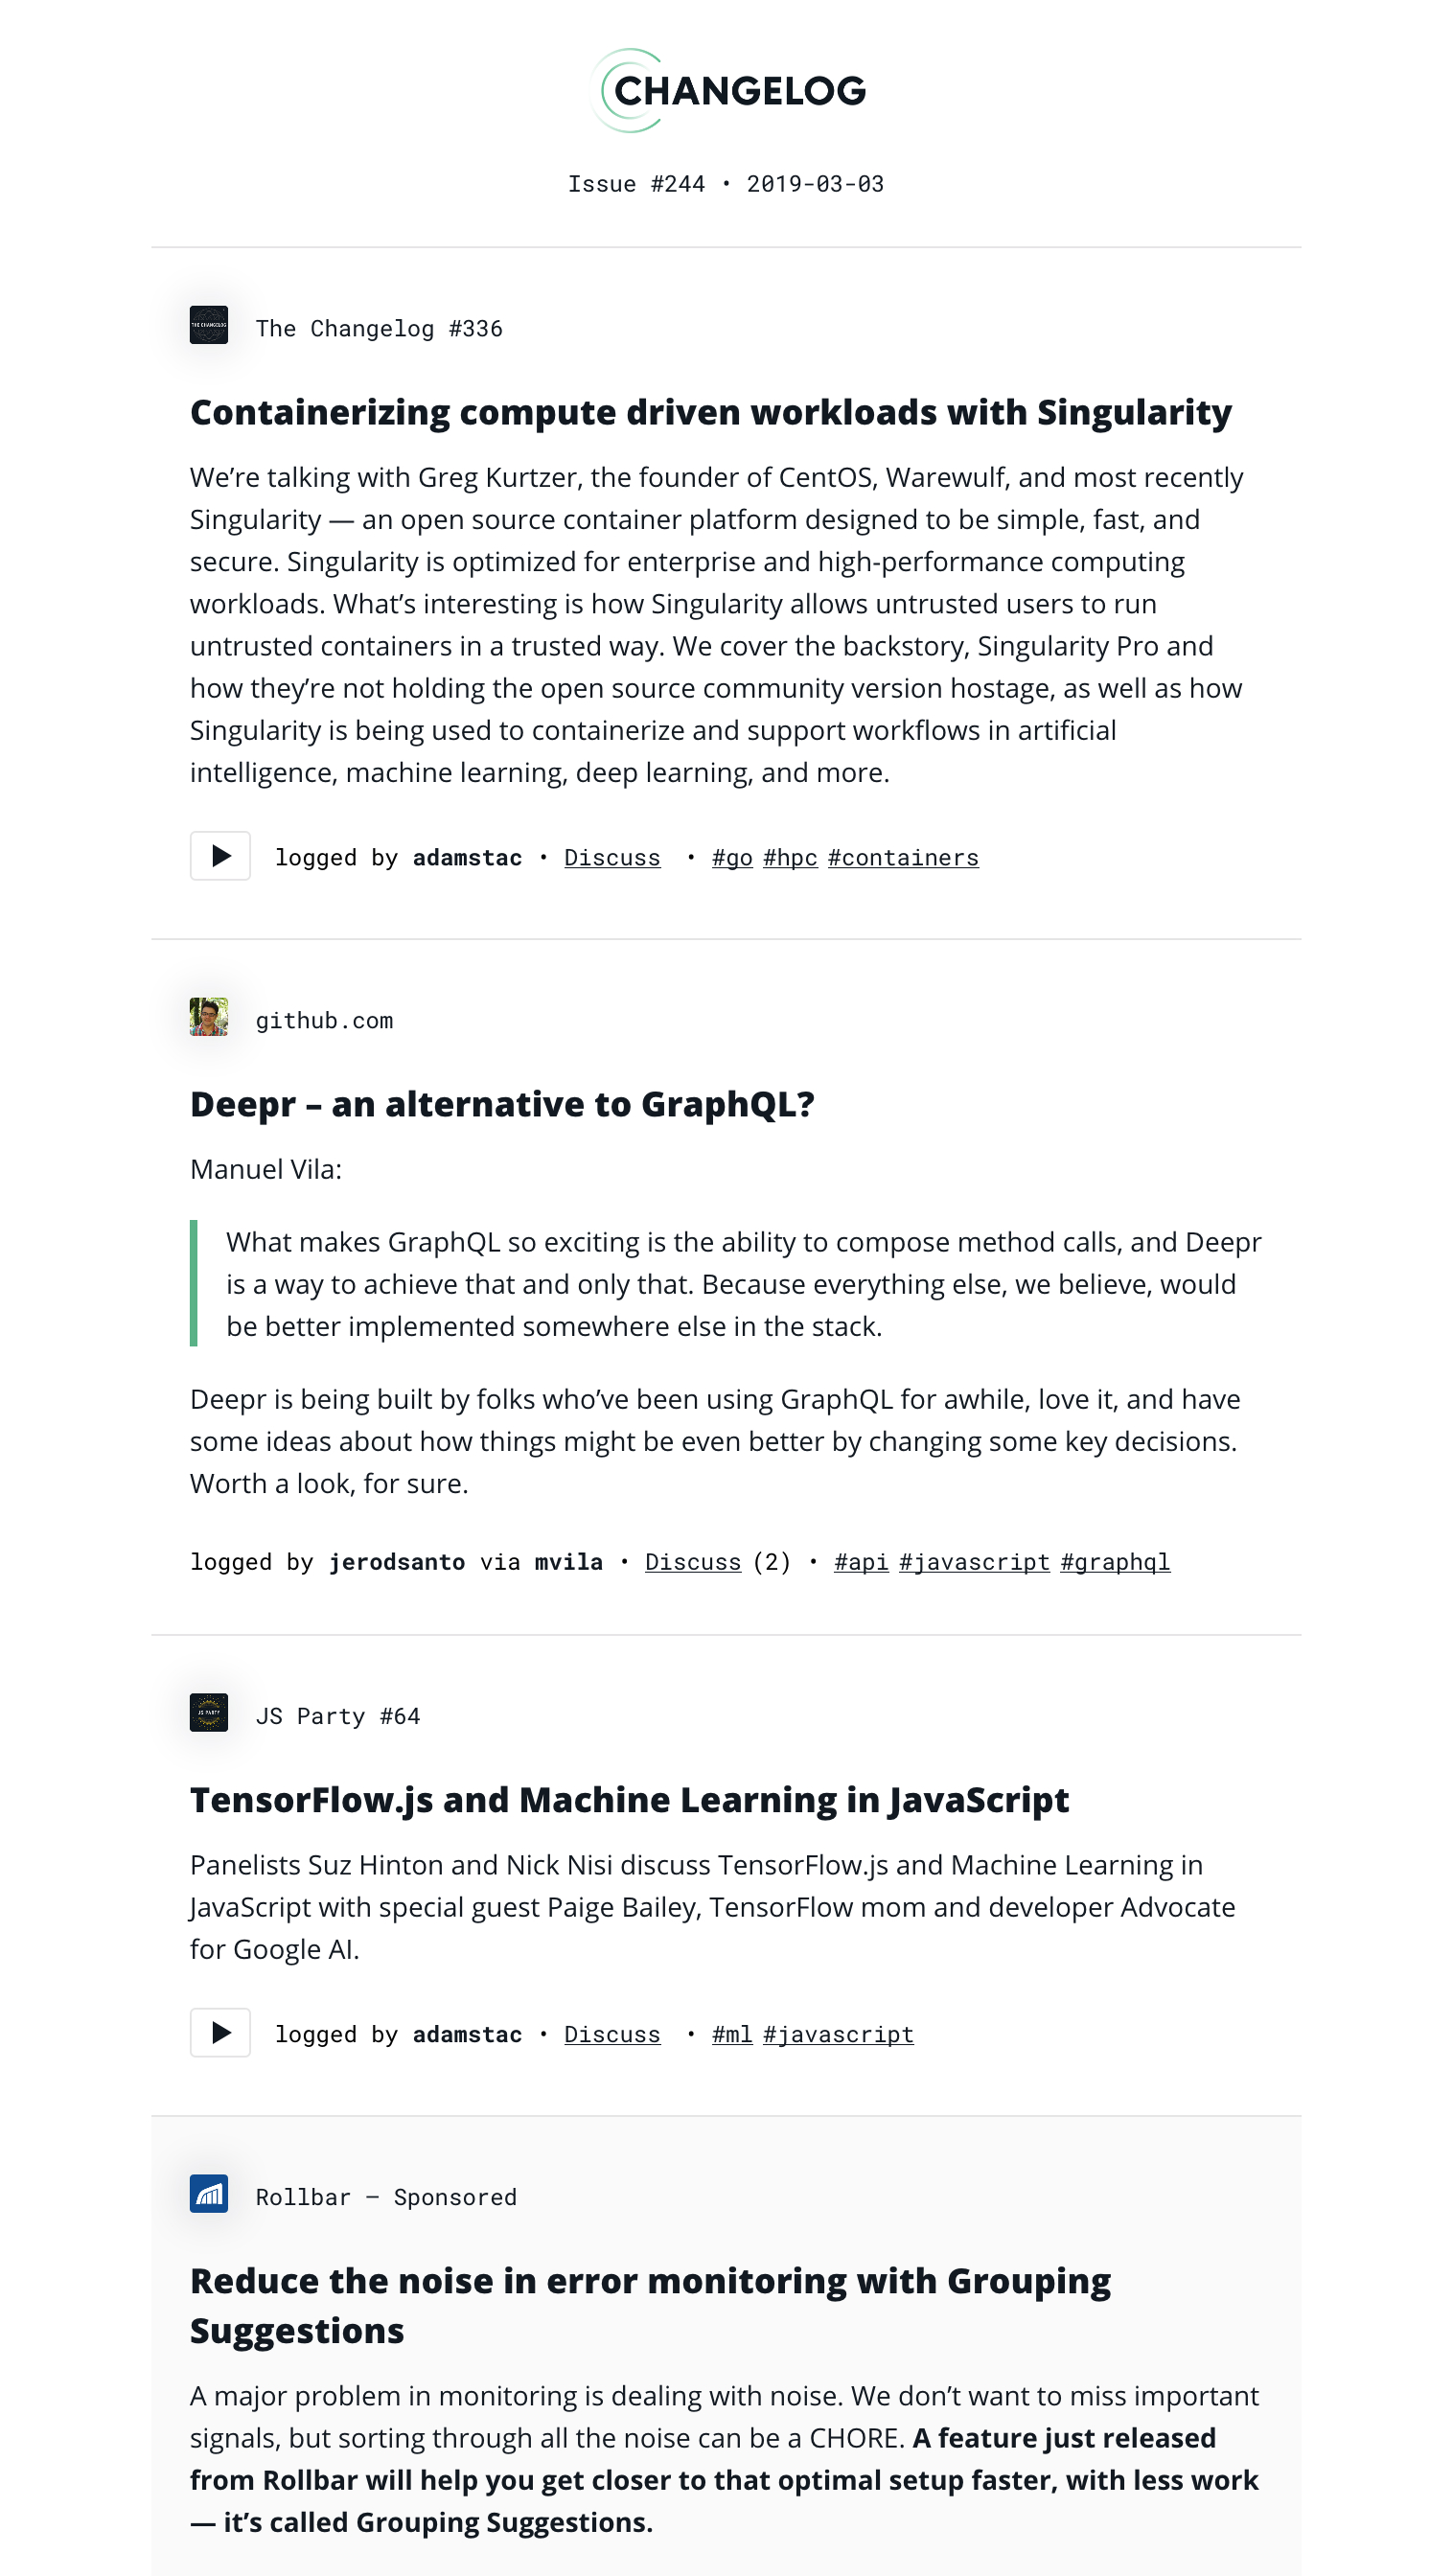 CHANGELOG
Issue #244 • 2019-03-03
THE CHANGELOG
The Changelog #336
Containerizing compute driven workloads with Singularity
We’re talking with Greg Kurtzer, the founder of CentOS, Warewulf, and most recently
Singularity — an open source container platform designed to be simple, fast, and
secure. Singularity is optimized for enterprise and high-performance computing
workloads. What’s interesting is how Singularity allows untrusted users to run
untrusted containers in a trusted way. We cover the backstory, Singularity Pro and
how they’re not holding the open source community version hostage, as well as how
Singularity is being used to containerize and support workflows in artificial
intelligence, machine learning, deep learning, and more.
logged by adamstac • Discuss • #go #hpc #containers
github.com
Deepr – an alternative to GraphQL?
Manuel Vila:
What makes GraphQL so exciting is the ability to compose method calls, and Deepr
is a way to achieve that and only that. Because everything else, we believe, would
be better implemented somewhere else in the stack.
Deepr is being built by folks who’ve been using GraphQL for awhile, love it, and have
some ideas about how things might be even better by changing some key decisions.
Worth a look, for sure.
logged by jerodsanto via mvila • Discuss (2) • #api #javascript #graphql
JS PARTY
JS Party #64
TensorFlow.js and Machine Learning in JavaScript
Panelists Suz Hinton and Nick Nisi discuss TensorFlow.js and Machine Learning in
JavaScript with special guest Paige Bailey, TensorFlow mom and developer Advocate
for Google AI.
logged by adamstac • Discuss • #ml #javascript
Rollbar — Sponsored
Reduce the noise in error monitoring with Grouping
Suggestions
A major problem in monitoring is dealing with noise. We don’t want to miss important
signals, but sorting through all the noise can be a CHORE. A feature just released
from Rollbar will help you get closer to that optimal setup faster, with less work
— it’s called Grouping Suggestions.